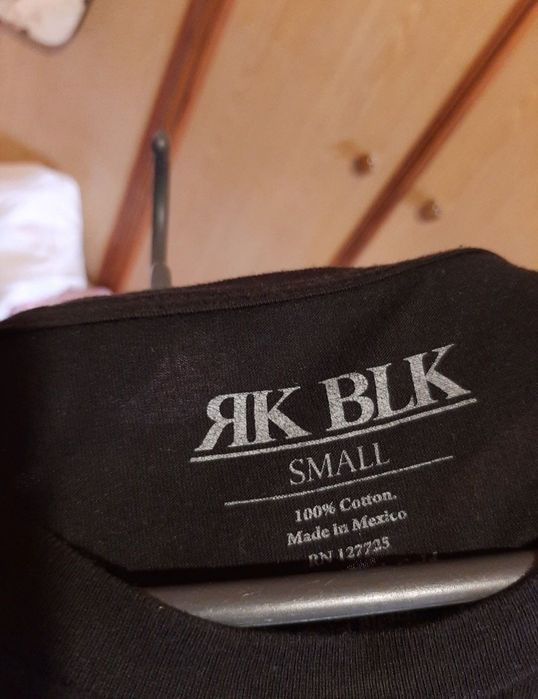 ЯK BLK
SMALL
100% Cotton.
Made in Mexico
RN 127725